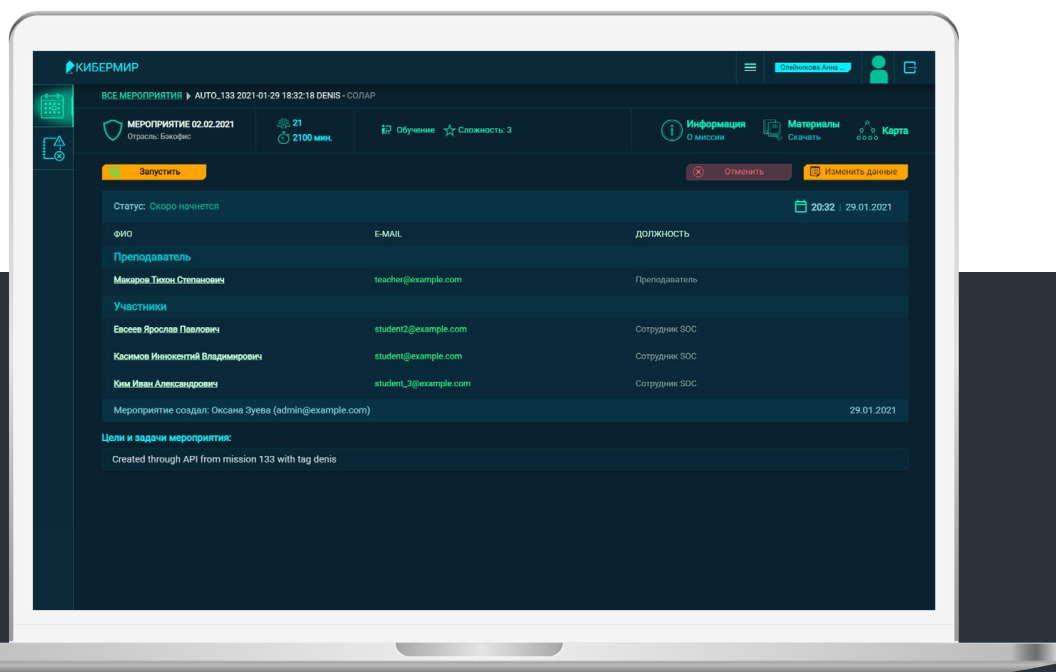 КИБЕРМИР
Олейникова Анна ...
ВСЕ МЕРОПРИЯТИЯ AUTO_133 2021-01-29 18:32:18 DENIS - СОЛАР
МЕРОПРИЯТИЕ 02.02.2021
Отрасль: Бэкофис
21
2100 мин.
Обучение Сложность: 3
Информация
О миссии
Материалы
Скачать
Карта
Запустить Отменить Изменить данные
Статус: Скоро начнется 20:32 | 29.01.2021
ФИО E-MAIL ДОЛЖНОСТЬ
Преподаватель
Макаров Тихон Степанович teacher@example.com Преподаватель
Участники
Евсеев Ярослав Павлович student2@example.com Сотрудник SOC
Касимов Иннокентий Владимирович student@example.com Сотрудник SOC
Ким Иван Александрович student_3@example.com Сотрудник SOC
Мероприятие создал: Оксана Зуева (admin@example.com) 29.01.2021
Цели и задачи мероприятия:
Created through API from mission 133 with tag denis